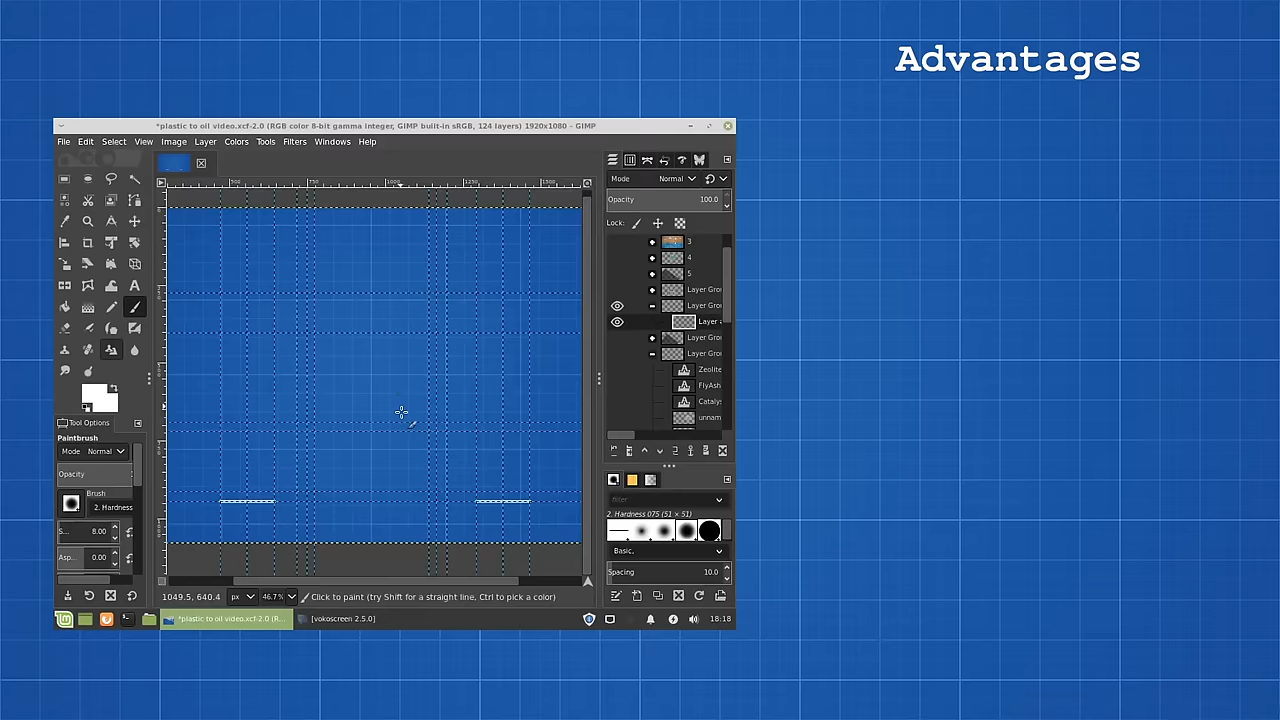 Advantages
*plastic to oil video.xcf-2.0 (RGB color 8-bit gamma integer, GIMP built-in sRGB, 124 layers) 1920x1080 – GIMP
File Edit Select View Image Layer Colors Tools Filters Windows Help
Mode Normal
Opacity 100.0
Lock:
3
4
5
Layer Gro
Layer Gro
Layer
Layer Gro
Layer Gro
Zeolite
FlyAsh
Catalys
unnam
Tool Options
Paintbrush
Mode Normal
Opacity
Brush
2. Hardness
S... 8.00
Asp... 0.00
filter
2. Hardness 075 (51 × 51)
Basic,
Spacing 10.0
1049.5, 640.4 px 46.7% Click to paint (try Shift for a straight line, Ctrl to pick a color)
*plastic to oil video.xcf-2.0 (R... [vokoscreen 2.5.0] 18:18